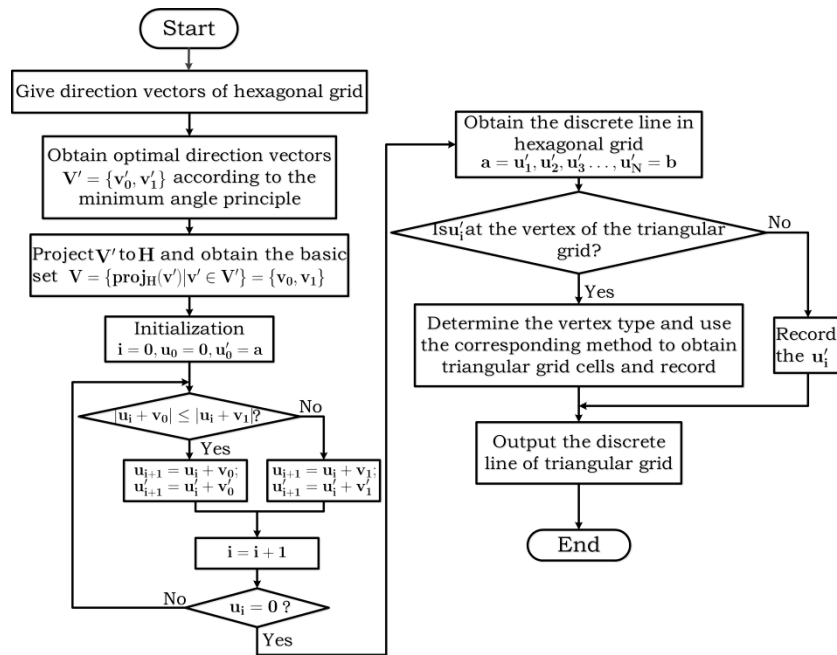 Start
Give direction vectors of hexagonal grid
Obtain optimal direction vectors
V′ = {v′₀, v′₁} according to the
minimum angle principle
Project V′ to H and obtain the basic
set V = {proj_H(v′)|v′ ∈ V′} = {v₀, v₁}
Initialization
i = 0, u₀ = 0, u′₀ = a
|uᵢ + v₀| ≤ |uᵢ + v₁|?
No
Yes
uᵢ₊₁ = uᵢ + v₀;
u′ᵢ₊₁ = u′ᵢ + v′₀
uᵢ₊₁ = uᵢ + v₁;
u′ᵢ₊₁ = u′ᵢ + v′₁
i = i + 1
No
uᵢ = 0 ?
Yes
Obtain the discrete line in
hexagonal grid
a = u′₁, u′₂, u′₃ ..., u′_N = b
Is u′ᵢ at the vertex of the triangular
grid?
No
Yes
Determine the vertex type and use
the corresponding method to obtain
triangular grid cells and record
Record
the u′ᵢ
Output the discrete
line of triangular grid
End